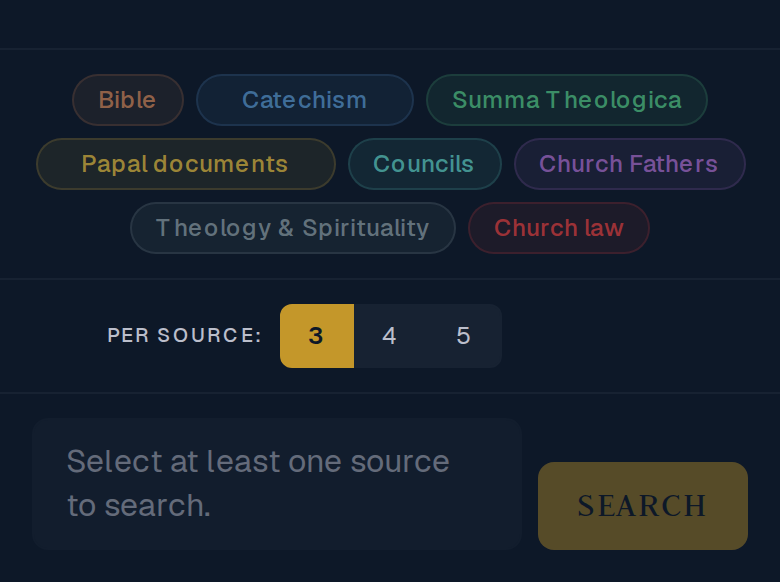 Bible Catechism Summa Theologica
Papal documents Councils Church Fathers
Theology & Spirituality Church law
PER SOURCE: 3 4 5
Select at least one source
to search.
SEARCH